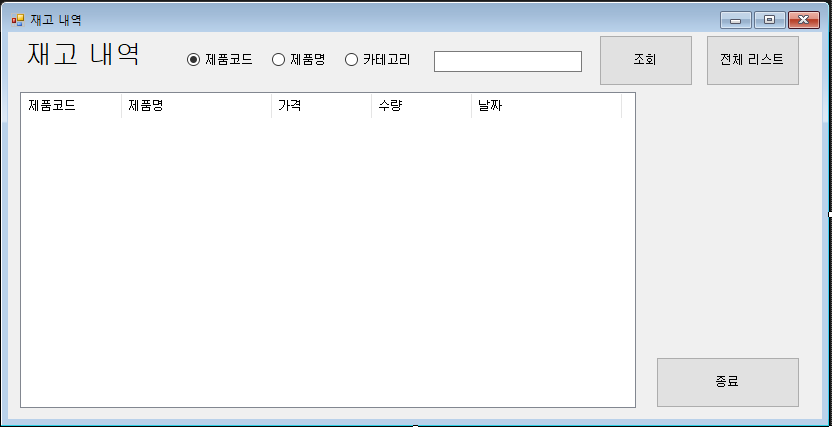 재고 내역
재고 내역 제품코드 제품명 카테고리 조회 전체 리스트
제품코드 제품명 가격 수량 날짜
종료